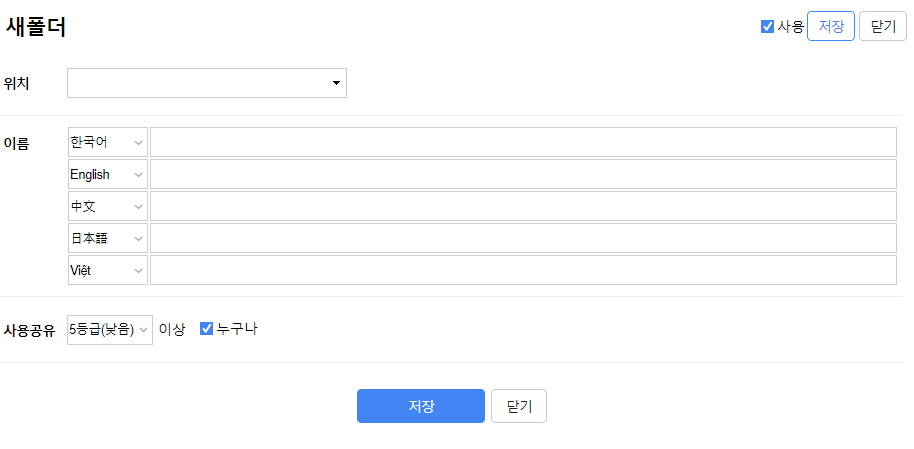 새폴더
사용 저장 닫기
위치
이름 한국어
English
中文
日本語
Việt
사용공유 5등급(낮음) 이상 누구나
저장 닫기